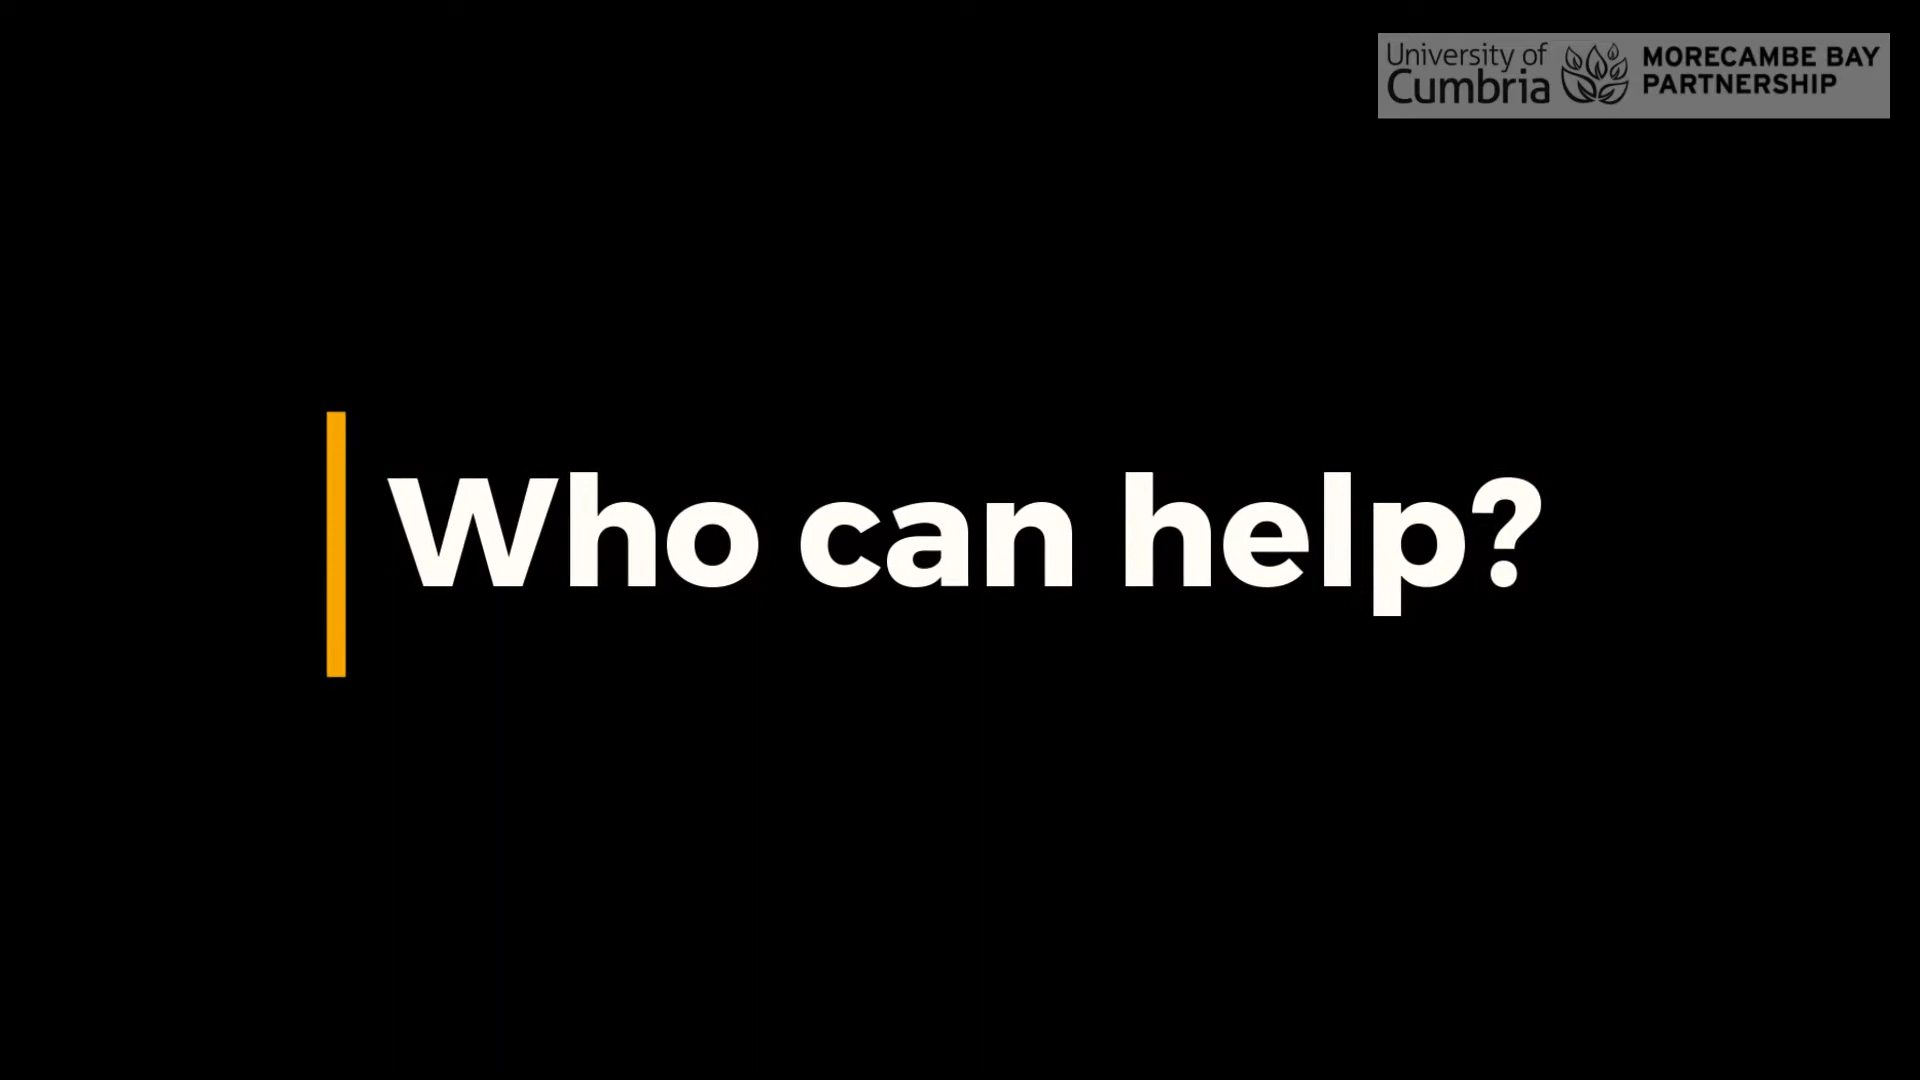 University of
Cumbria
MORECAMBE BAY
PARTNERSHIP
Who can help?